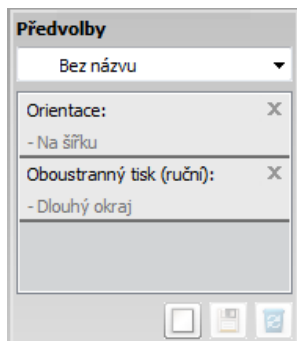 Předvolby
Bez názvu
Orientace:
- Na šířku
Oboustranný tisk (ruční):
- Dlouhý okraj